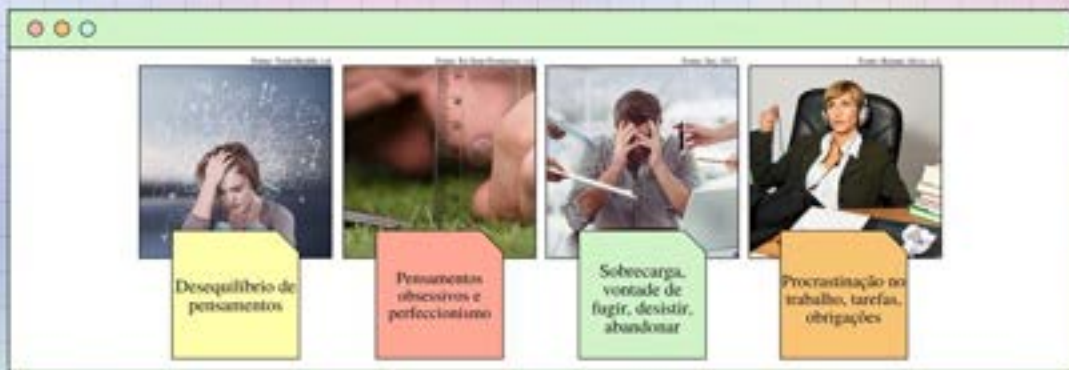 Desequilíbrio de
pensamentos
Pensamentos
obsessivos e
perfeccionismo
Sobrecarga,
vontade de
fugir, desistir,
abandonar
Procrastinação no
trabalho, tarefas,
obrigações